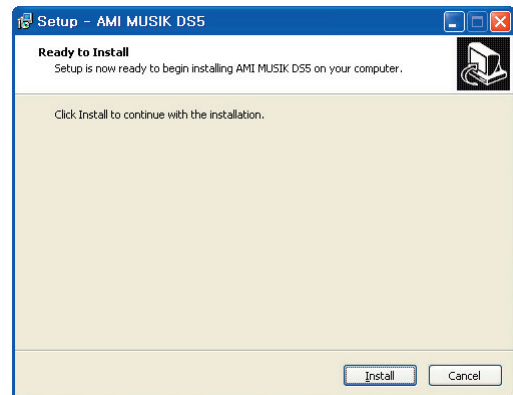 Setup - AMI MUSIK DS5
Ready to Install
Setup is now ready to begin installing AMI MUSIK DS5 on your computer.
Click Install to continue with the installation.
Install
Cancel